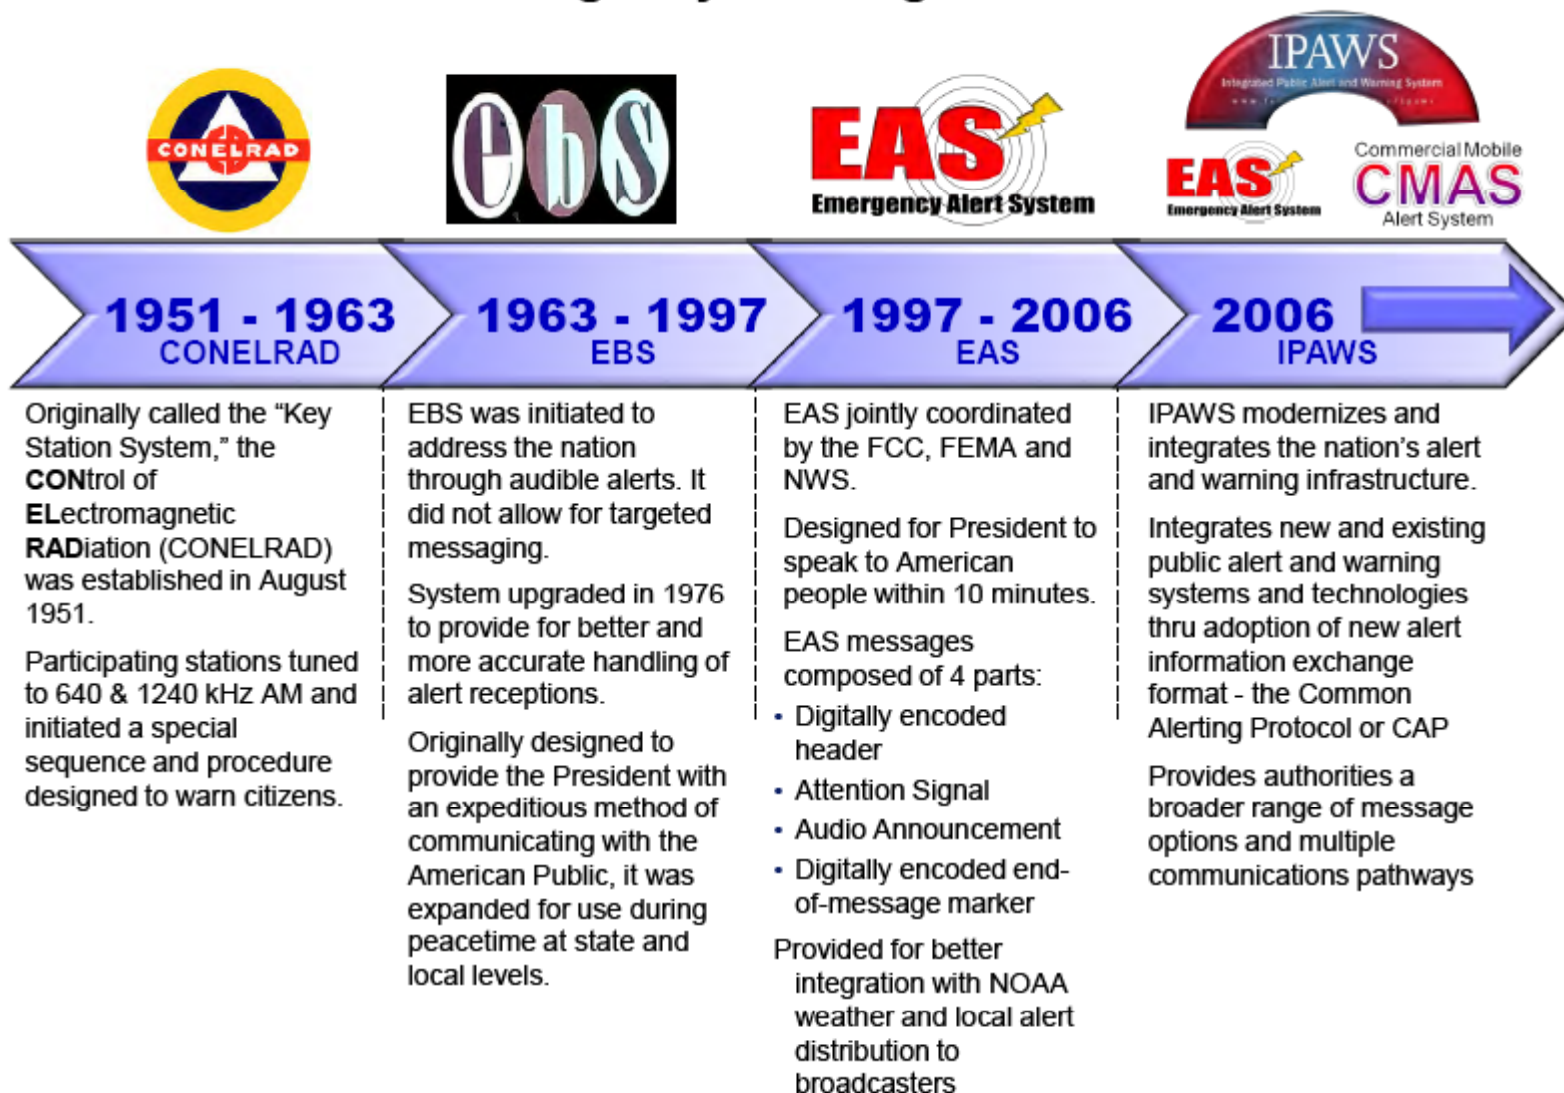 IPAWS
Integrated Public Alert and Warning System
CONELRAD
ebs
EAS
Emergency Alert System
EAS
Emergency Alert System
Commercial Mobile
CMAS
Alert System
1951 - 1963
CONELRAD
1963 - 1997
EBS
1997 - 2006
EAS
2006
IPAWS
Originally called the “Key
Station System,” the
CONtrol of
ELectromagnetic
RADiation (CONELRAD)
was established in August
1951.
Participating stations tuned
to 640 & 1240 kHz AM and
initiated a special
sequence and procedure
designed to warn citizens.
EBS was initiated to
address the nation
through audible alerts. It
did not allow for targeted
messaging.
System upgraded in 1976
to provide for better and
more accurate handling of
alert receptions.
Originally designed to
provide the President with
an expeditious method of
communicating with the
American Public, it was
expanded for use during
peacetime at state and
local levels.
EAS jointly coordinated
by the FCC, FEMA and
NWS.
Designed for President to
speak to American
people within 10 minutes.
EAS messages
composed of 4 parts:
• Digitally encoded
header
• Attention Signal
• Audio Announcement
• Digitally encoded end-
of-message marker
Provided for better
integration with NOAA
weather and local alert
distribution to
broadcasters
IPAWS modernizes and
integrates the nation’s alert
and warning infrastructure.
Integrates new and existing
public alert and warning
systems and technologies
thru adoption of new alert
information exchange
format - the Common
Alerting Protocol or CAP
Provides authorities a
broader range of message
options and multiple
communications pathways